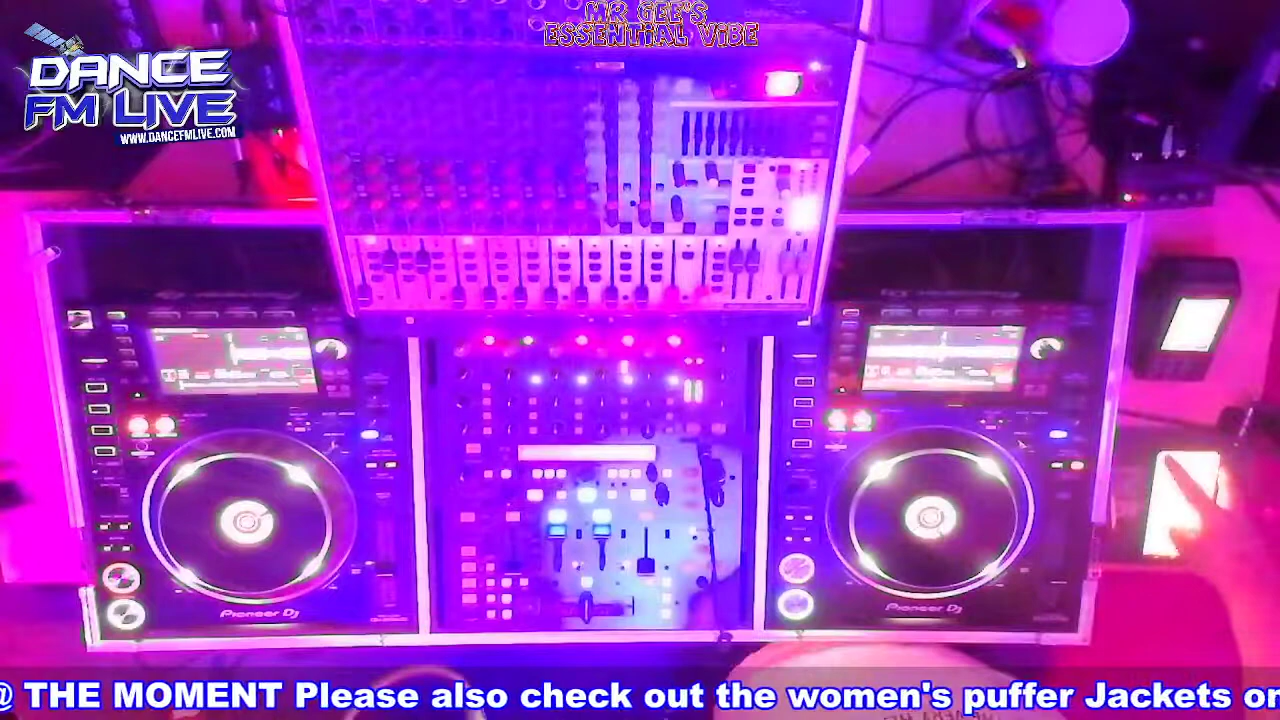 MR GEE'S
ESSENTIAL ViBE
DANCE
FM LIVE
WWW.DANCEFMLIVE.COM
Pioneer Dj
Pioneer Dj
@ THE MOMENT Please also check out the women's puffer Jackets on